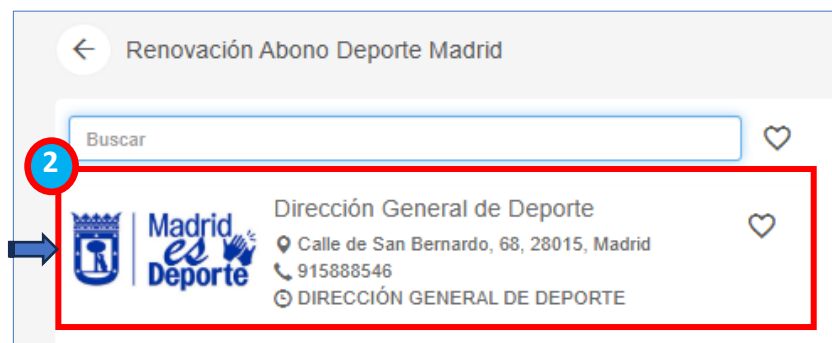 Renovación Abono Deporte Madrid
Buscar
2
Madrid
es
Deporte
Dirección General de Deporte
Calle de San Bernardo, 68, 28015, Madrid
915888546
DIRECCIÓN GENERAL DE DEPORTE